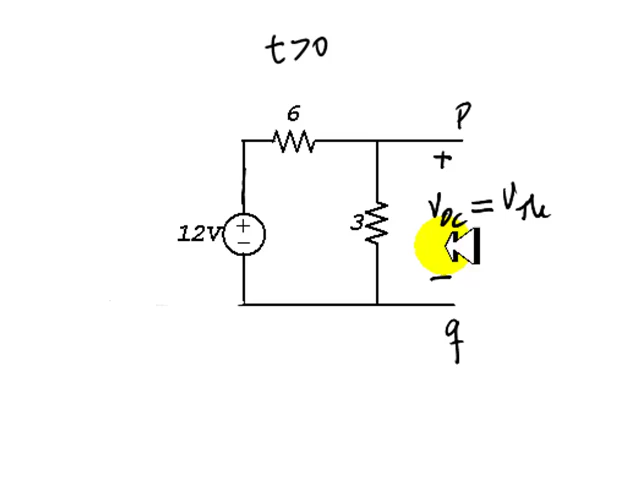 t>0
6
P
+
12V
+
−
3
Voc = VTh
−
q